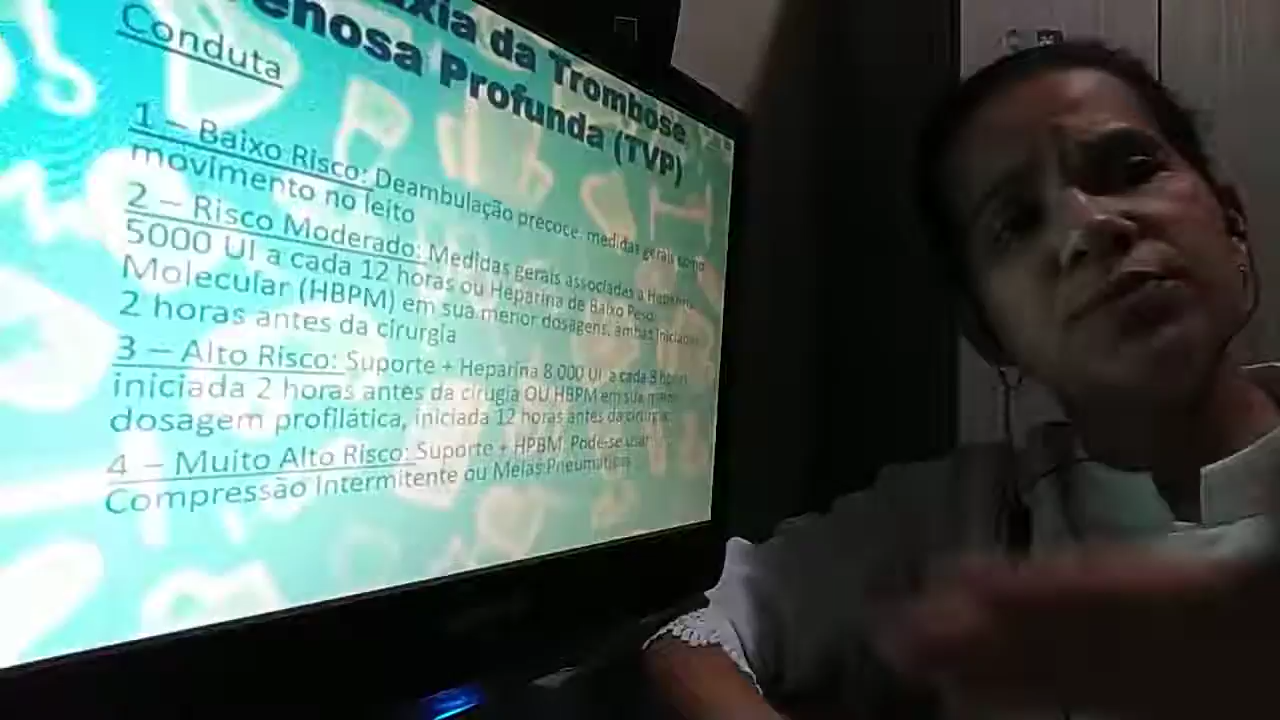 xia da Trombose
enosa Profunda (TVP)
Conduta
1 – Baixo Risco: Deambulação precoce, medidas gerais como
movimento no leito
2 – Risco Moderado: Medidas gerais associadas a Heparina
5000 UI a cada 12 horas ou Heparina de Baixo Peso
Molecular (HBPM) em sua menor dosagens, ambas iniciadas
2 horas antes da cirurgia
3 – Alto Risco: Suporte + Heparina 8.000 UI a cada 8 horas
iniciada 2 horas antes da cirugia OU HBPM em sua
dosagem profilática, iniciada 12 horas antes da cirurgia
4 – Muito Alto Risco: Suporte + HPBM. Pode-se usar
Compressão Intermitente ou Meias Pneumáticas